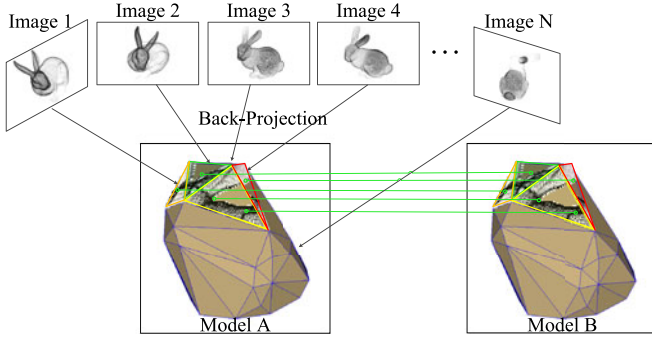 Image 1
Image 2
Image 3
Image 4
Image N
...
Back-Projection
Model A
Model B